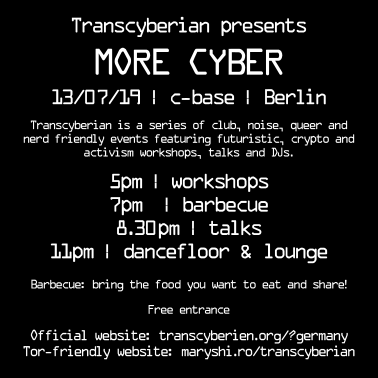 Transcyberian presents
MORE CYBER
13/07/19 | c-base | Berlin
Transcyberian is a series of club, noise, queer and
nerd friendly events featuring futuristic, crypto and
activism workshops, talks and DJs.
5pm | workshops
7pm | barbecue
8.30pm | talks
11pm | dancefloor & lounge
Barbecue: bring the food you want to eat and share!
Free entrance
Official website: transcyberien.org/?germany
Tor-friendly website: maryshi.ro/transcyberian